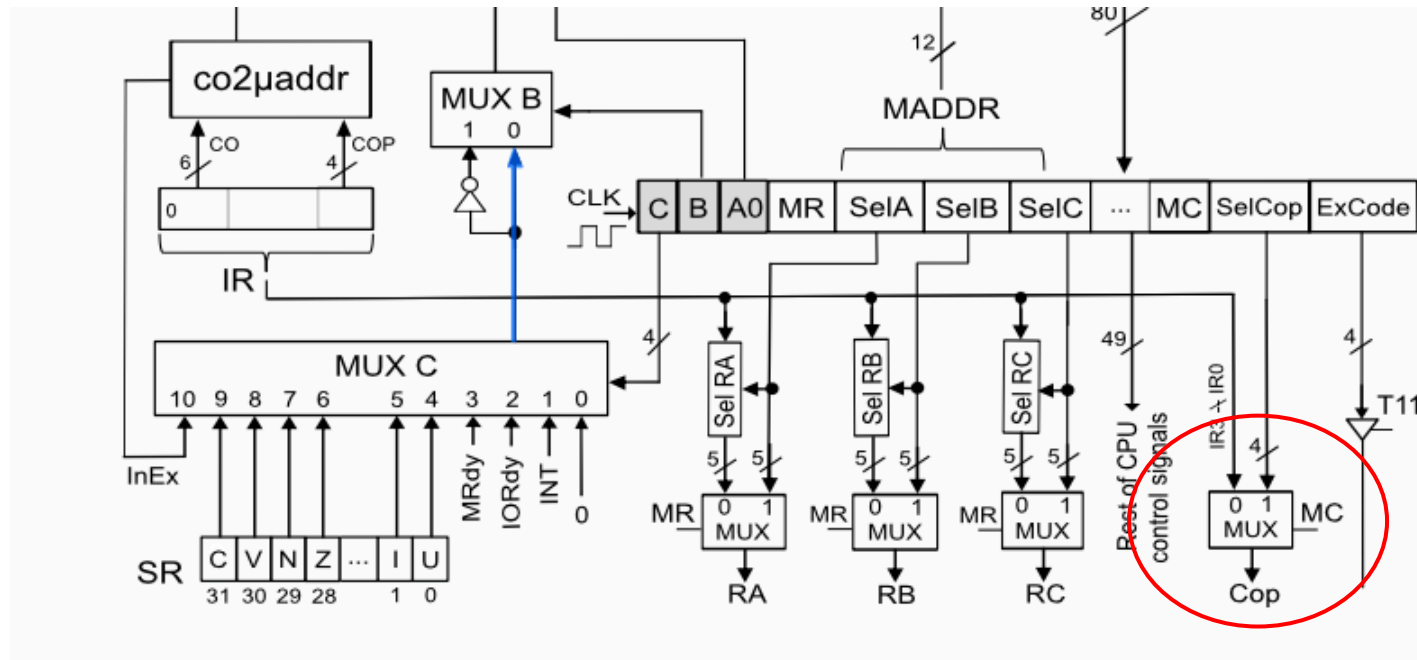 80
12
co2µaddr
MUX B
1 0
MADDR
CO
COP
6
4
0
CLK
C B A0 MR SelA SelB SelC ... MC SelCop ExCode
IR
4
49
4
MUX C
10 9 8 7 6 5 4 3 2 1 0
Sel RA
Sel RB
Sel RC
IR3
IR0
T11
InEx
MRdy
IORdy
INT
0
5 5 5 5 5 5 4
Rest of CPU
control signals
MR 0 1 MUX
MR 0 1 MUX
MR 0 1 MUX
0 1 MUX MC
SR
C V N Z ... I U
31 30 29 28 1 0
RA RB RC Cop